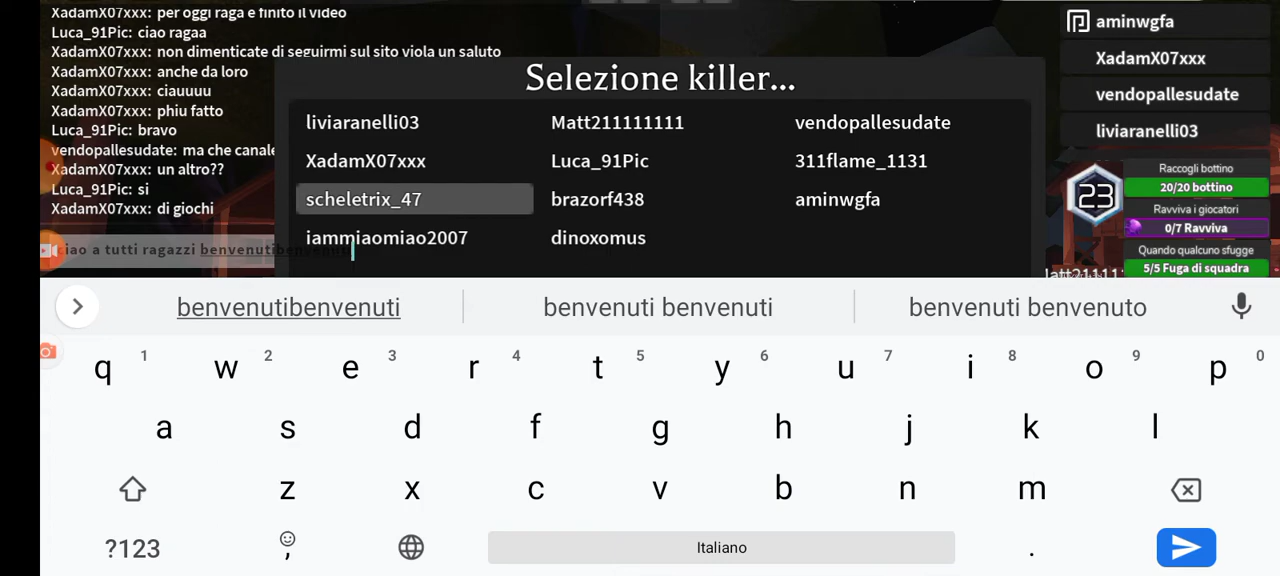 XadamX07xxx: per oggi raga e finito il video
Luca_91Pic: ciao ragaa
XadamX07xxx: non dimenticate di seguirmi sul sito viola un saluto
XadamX07xxx: anche da loro
XadamX07xxx: ciauuuu
XadamX07xxx: phiu fatto
Luca_91Pic: bravo
vendopallesudate: ma che canale
XadamX07xxx: un altro??
Luca_91Pic: si
XadamX07xxx: di giochi
iao a tutti ragazzi benvenutibenvenuti
Selezione killer...
liviaranelli03 Matt211111111 vendopallesudate
XadamX07xxx Luca_91Pic 311flame_1131
scheletrix_47 brazorf438 aminwgfa
iammiaomiao2007 dinoxomus
aminwgfa
XadamX07xxx
vendopallesudate
liviaranelli03
23
Raccogli bottino
20/20 bottino
Ravviva i giocatori
0/7 Ravviva
Quando qualcuno sfugge
5/5 Fuga di squadra
benvenutibenvenuti benvenuti benvenuti benvenuti benvenuto
q 1 w 2 e 3 r 4 t 5 y 6 u 7 i 8 o 9 p 0
a s d f g h j k l
z x c v b n m
?123 , Italiano .